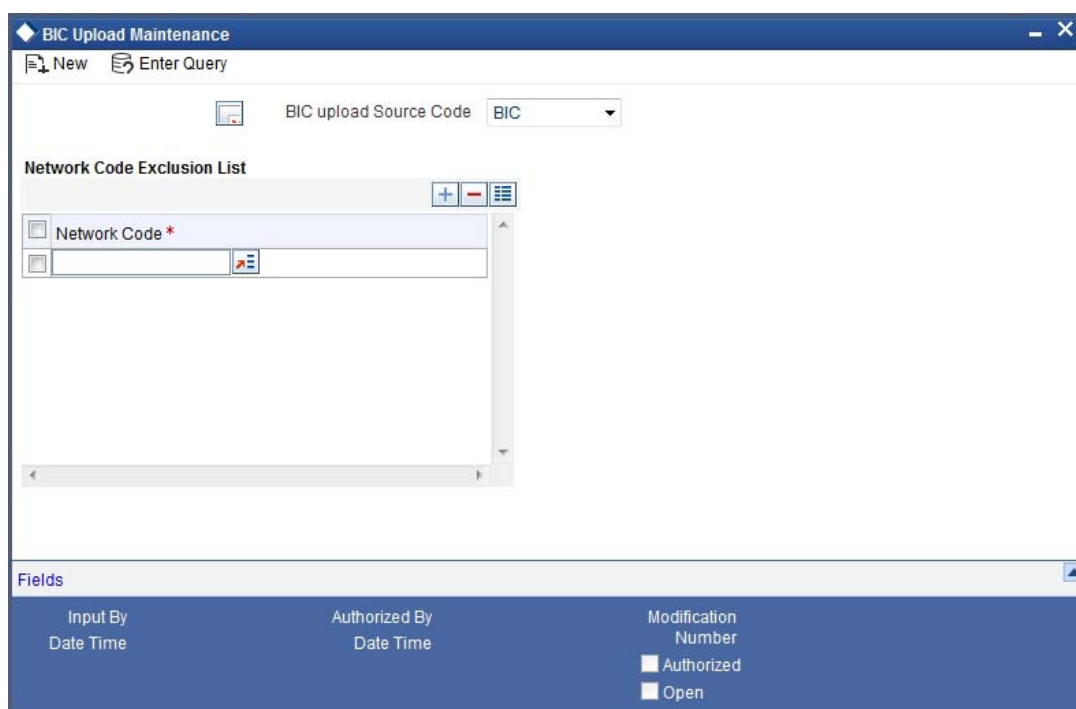 BIC Upload Maintenance
New Enter Query
BIC upload Source Code BIC
Network Code Exclusion List
Network Code *
Fields
Input By Authorized By Modification
Date Time Date Time Number
Authorized
Open